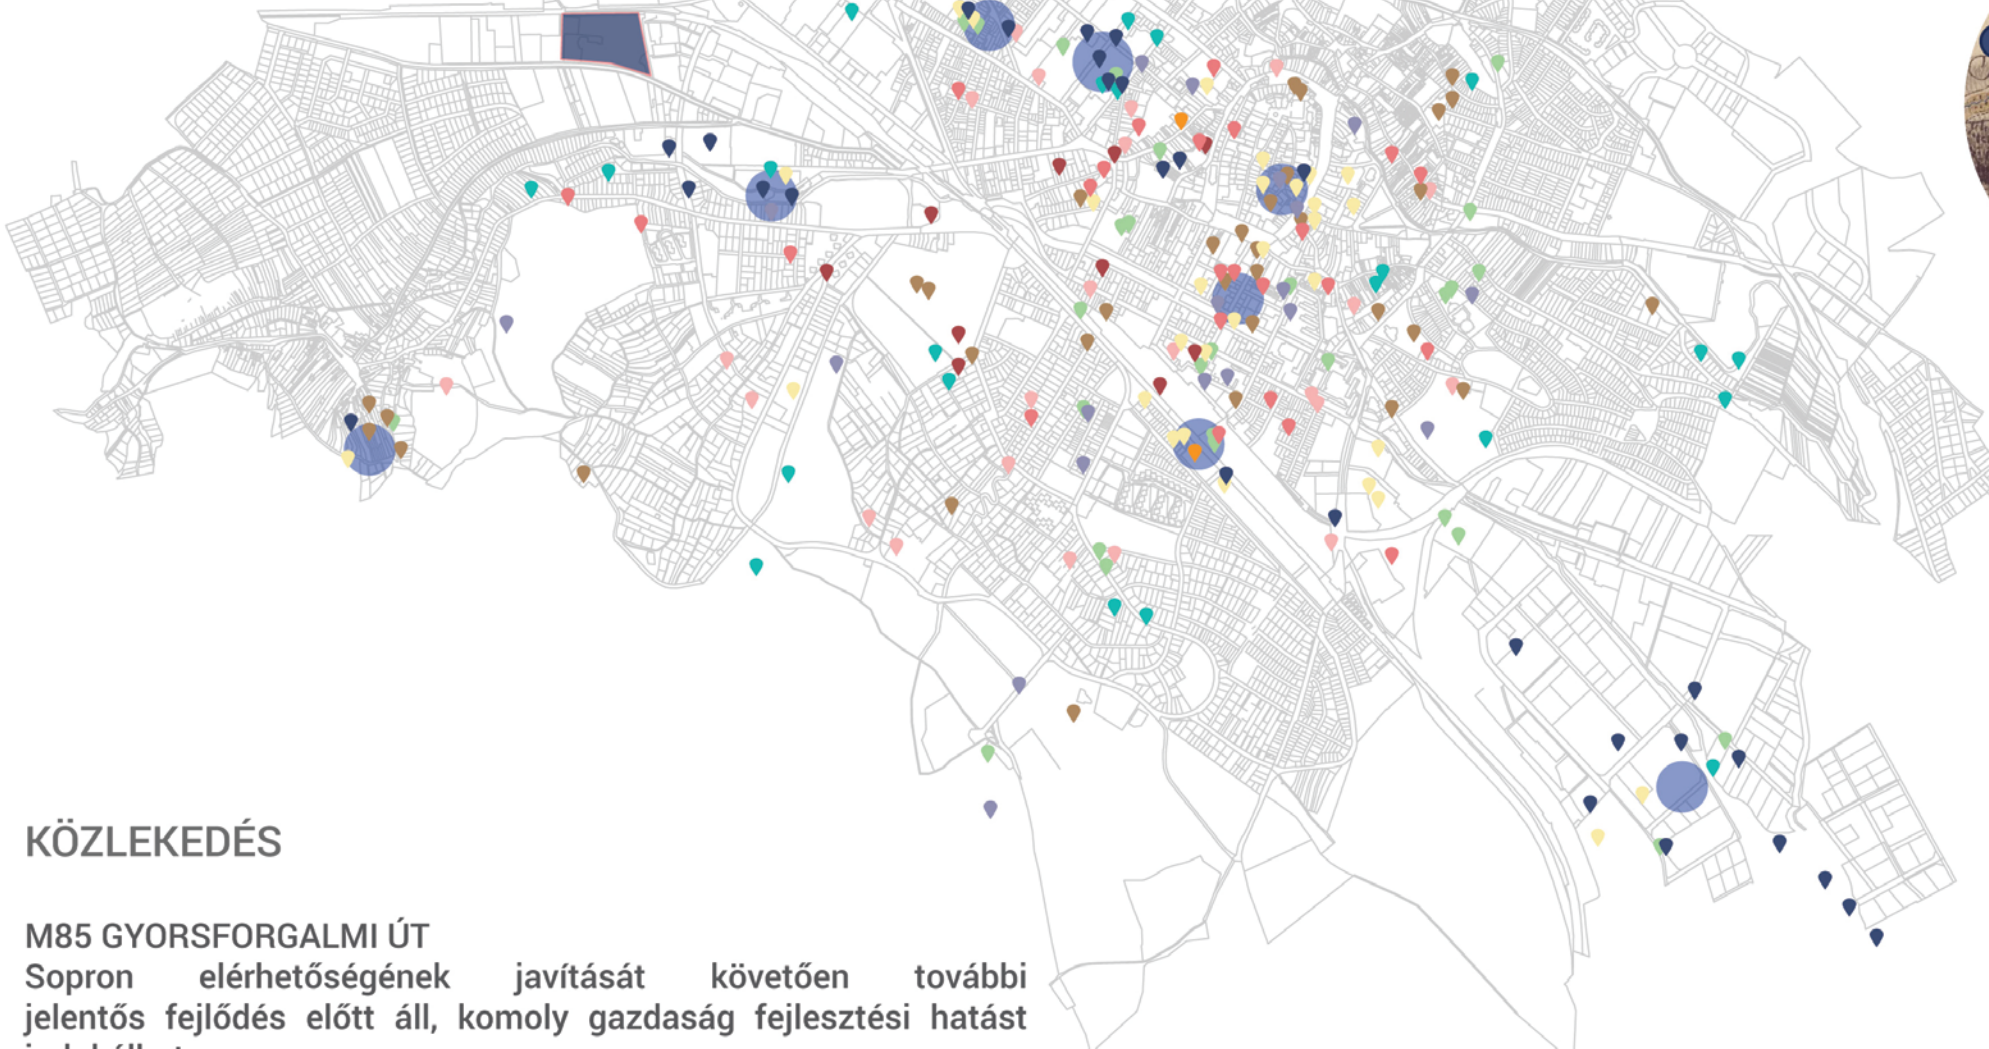 KÖZLEKEDÉS
M85 GYORSFORGALMI ÚT
Sopron elérhetőségének javítását követően további
jelentős fejlődés előtt áll, komoly gazdaság fejlesztési hatást